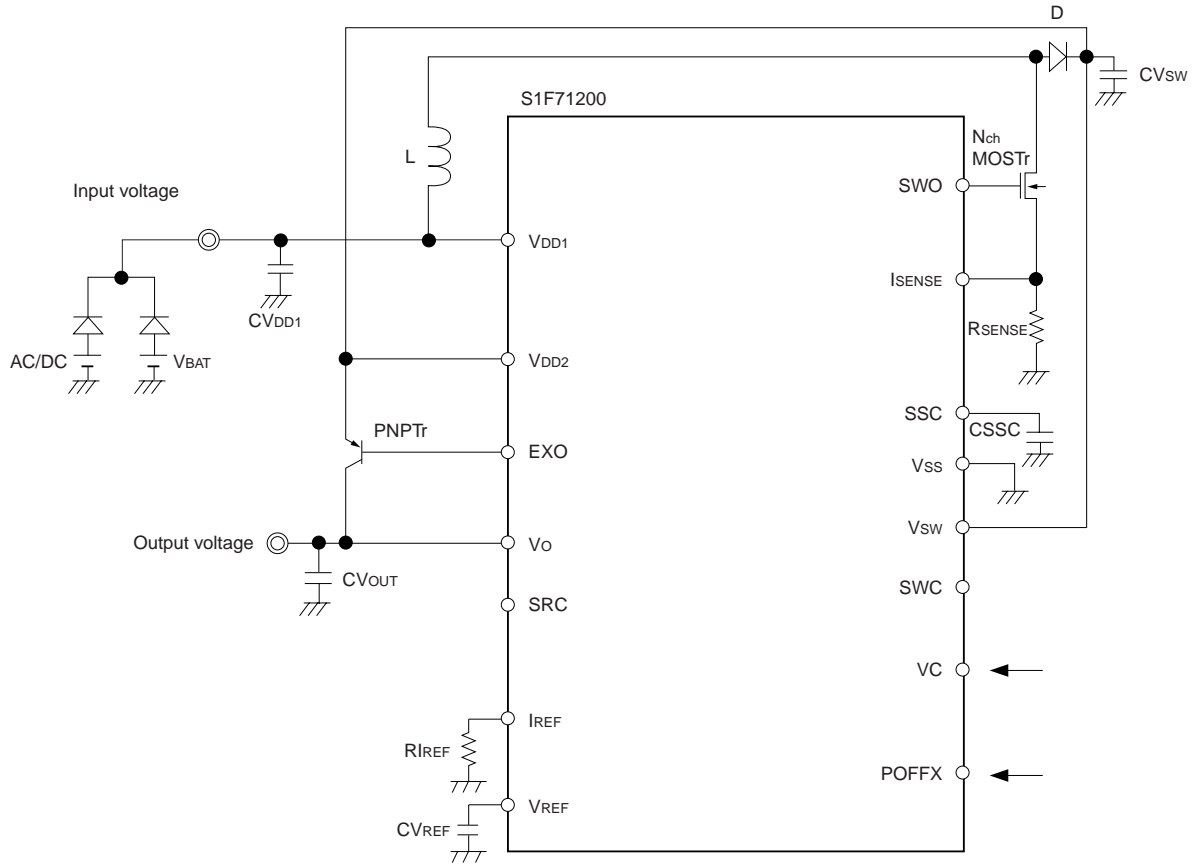 D
CVSW
S1F71200
Nch
MOSTr
L
SWO
Input voltage
VDD1
ISENSE
CVDD1
RSENSE
AC/DC
VBAT
VDD2
SSC
CSSC
PNPTr
EXO
VSS
VSW
Output voltage
VO
CVOUT
SWC
SRC
VC
IREF
RIREF
POFFX
VREF
CVREF